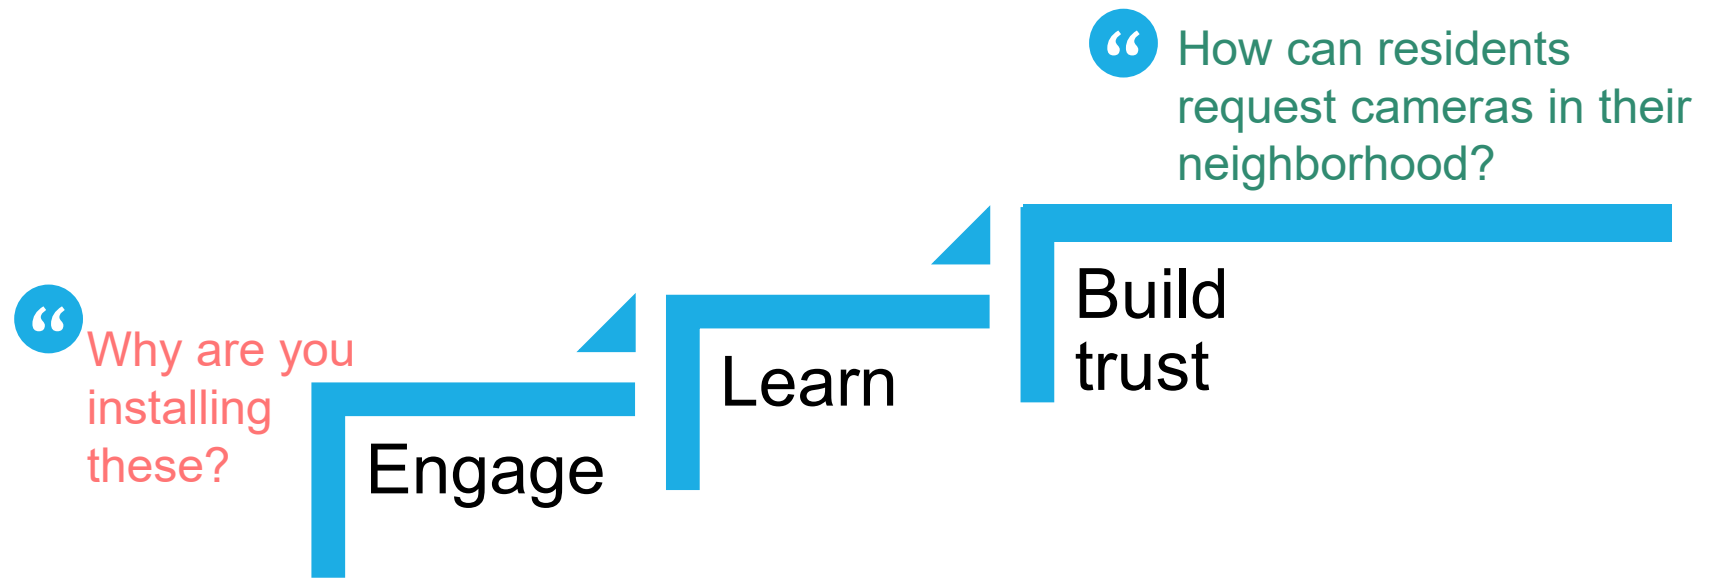 “
Why are you
installing
these?
Engage
Learn
Build
trust
“
How can residents
request cameras in their
neighborhood?